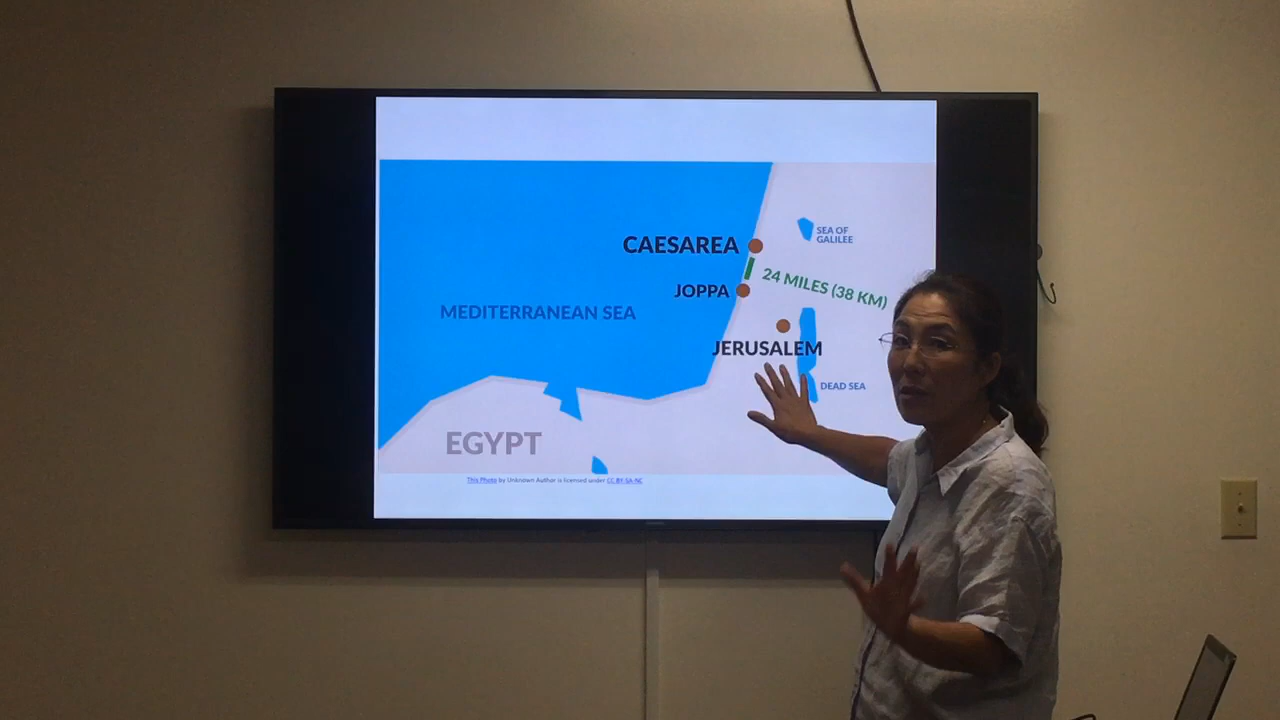 CAESAREA
SEA OF
GALILEE
24 MILES (38 KM)
JOPPA
MEDITERRANEAN SEA
JERUSALEM
DEAD SEA
EGYPT
This Photo by Unknown Author is licensed under CC BY-SA-NC